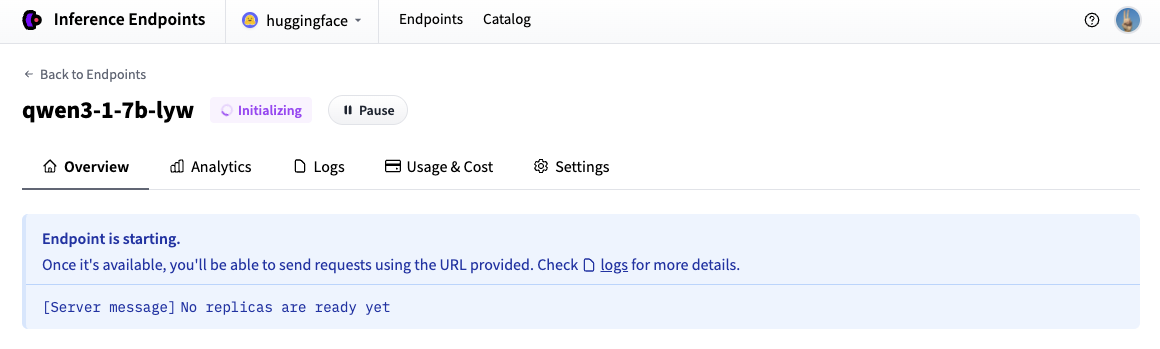 Inference Endpoints huggingface Endpoints Catalog
Back to Endpoints
qwen3-1-7b-lyw Initializing Pause
Overview Analytics Logs Usage & Cost Settings
Endpoint is starting.
Once it's available, you'll be able to send requests using the URL provided. Check logs for more details.
[Server message] No replicas are ready yet